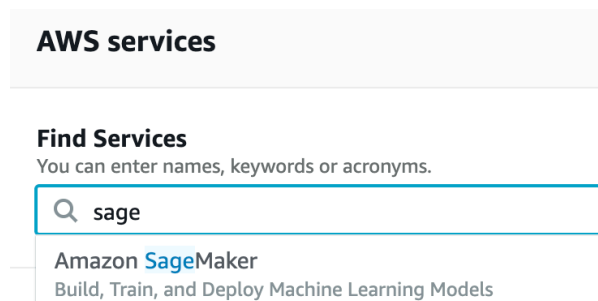 AWS services
Find Services
You can enter names, keywords or acronyms.
sage
Amazon SageMaker
Build, Train, and Deploy Machine Learning Models